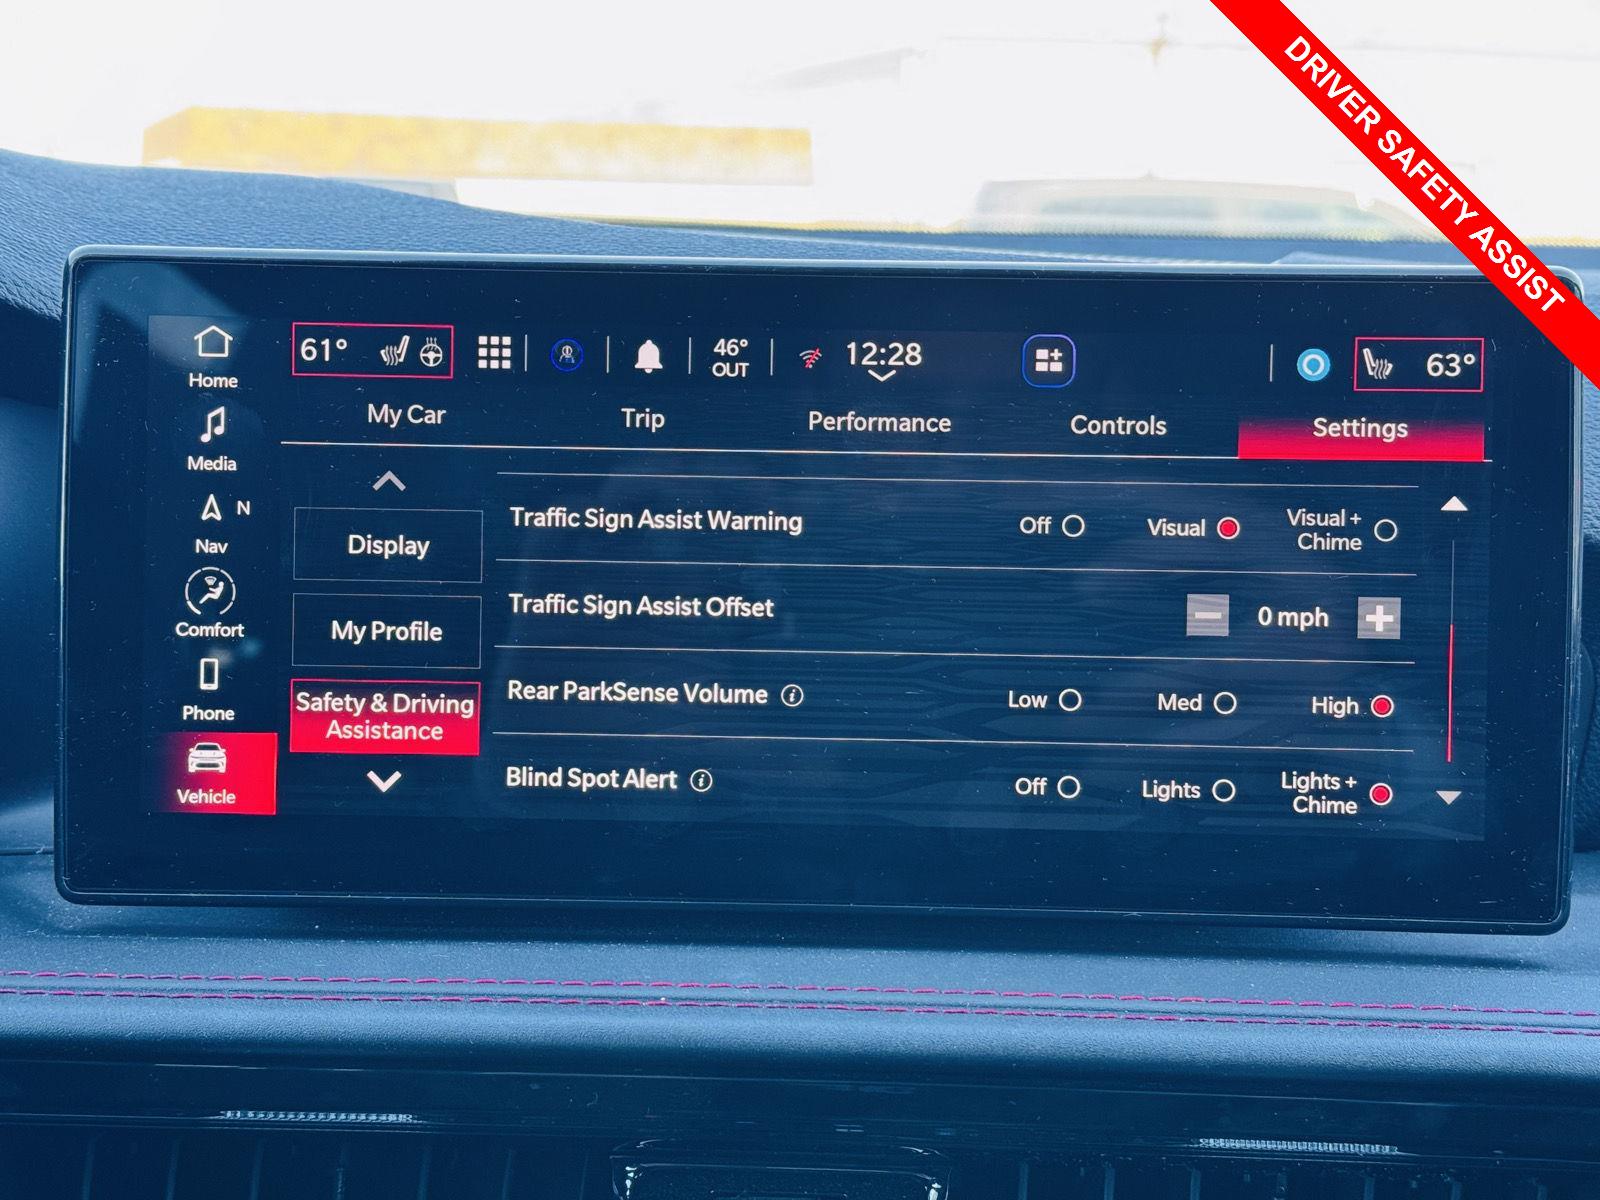 DRIVER SAFETY ASSIST
Home
61°
46°
OUT
12:28
63°
Media
My Car
Trip
Performance
Controls
Settings
N
Nav
Display
Traffic Sign Assist Warning
Off
Visual
Visual +
Chime
Comfort
My Profile
Traffic Sign Assist Offset
0 mph
Phone
Safety & Driving
Assistance
Rear ParkSense Volume
Low
Med
High
Vehicle
Blind Spot Alert
Off
Lights
Lights +
Chime